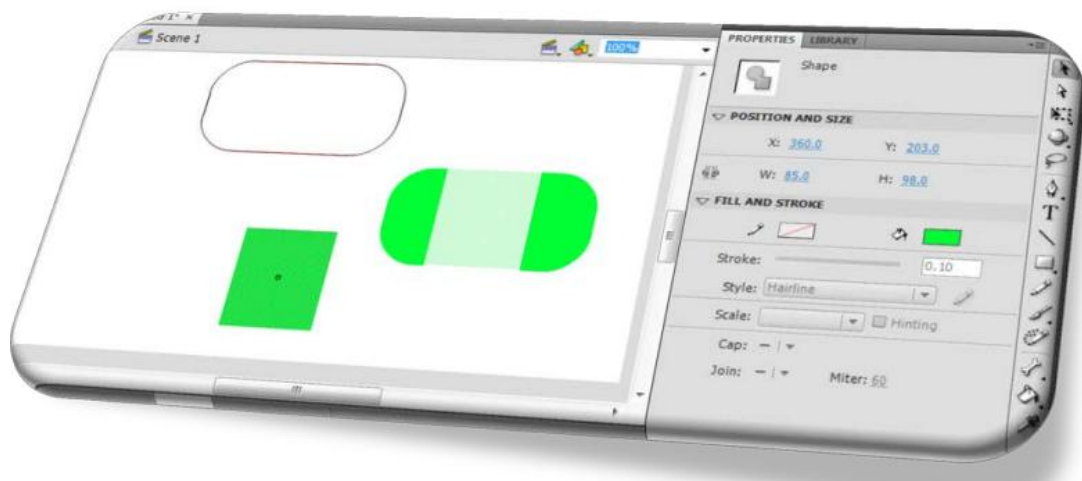 Scene 1
100%
PROPERTIES LIBRARY
Shape
POSITION AND SIZE
X: 360.0 Y: 203.0
W: 85.0 H: 98.0
FILL AND STROKE
Stroke: 0.10
Style: Hairline
Scale: Hinting
Cap:
Join: Miter: 60
T